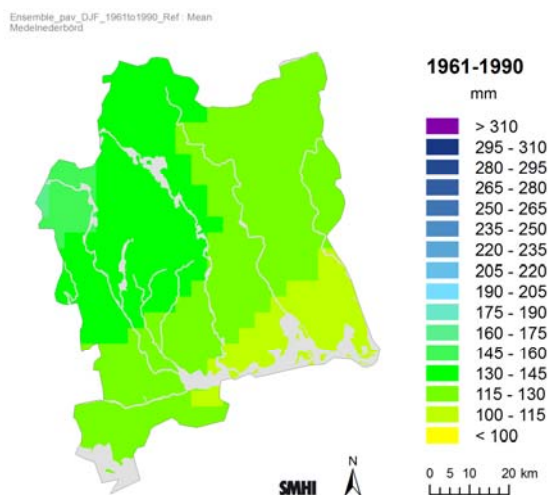 Ensemble_pav_DJF_1961to1990_Ref : Mean
Medelnederbörd
1961-1990
mm
> 310
295 - 310
280 - 295
265 - 280
250 - 265
235 - 250
220 - 235
205 - 220
190 - 205
175 - 190
160 - 175
145 - 160
130 - 145
115 - 130
100 - 115
< 100
SMHI
N
0 5 10 20 km